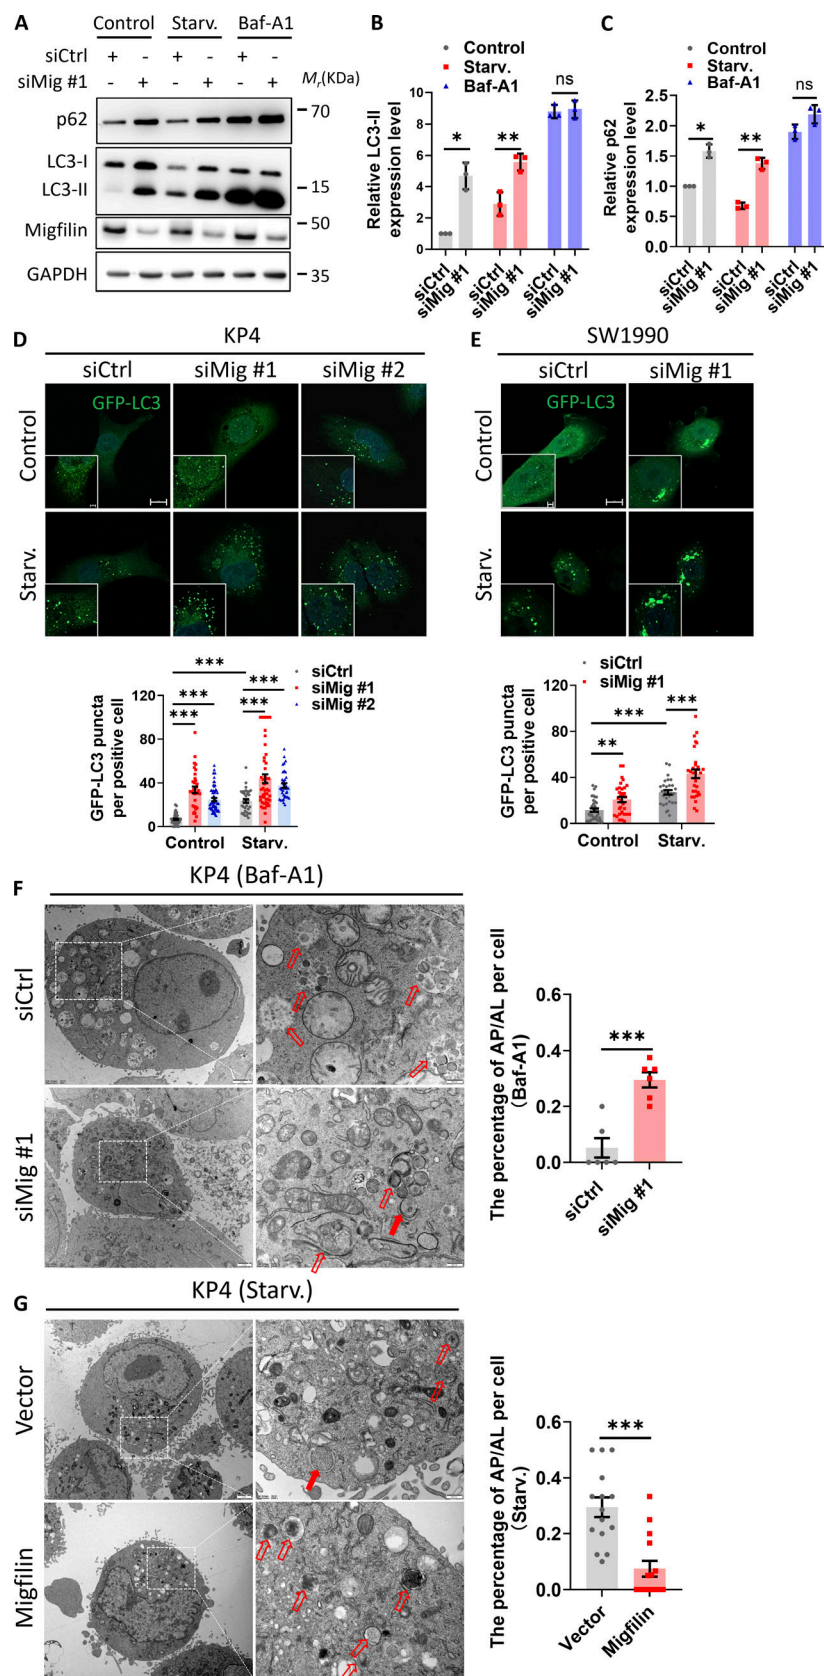 A
Control Starv. Baf-A1
siCtrl + - + - + -
siMig #1 - + - + - + Mr(KDa)
p62 70
LC3-I
LC3-II 15
Migfilin 50
GAPDH 35
B
Control
Starv.
Baf-A1
Relative LC3-II
expression level
10
8
6
4
2
0
* ** ns
siCtrl siMig #1 siCtrl siMig #1 siCtrl siMig #1
C
Control
Starv.
Baf-A1
Relative p62
expression level
2.5
2.0
1.5
1.0
0.5
0.0
* ** ns
siCtrl siMig #1 siCtrl siMig #1 siCtrl siMig #1
D
KP4
siCtrl siMig #1 siMig #2
GFP-LC3
Control
Starv.
GFP-LC3 puncta
per positive cell
120
80
40
0
*** *** *** *** *** 
siCtrl
siMig #1
siMig #2
Control Starv.
E
SW1990
siCtrl siMig #1
GFP-LC3
Control
Starv.
GFP-LC3 puncta
per positive cell
120
80
40
0
siCtrl
siMig #1
** *** ***
Control Starv.
F
KP4 (Baf-A1)
siCtrl
siMig #1
The percentage of AP/AL per cell
(Baf-A1)
0.6
0.4
0.2
0.0
***
siCtrl siMig #1
G
KP4 (Starv.)
Vector
Migfilin
The percentage of AP/AL per cell
(Starv.)
0.6
0.4
0.2
0.0
***
Vector Migfilin